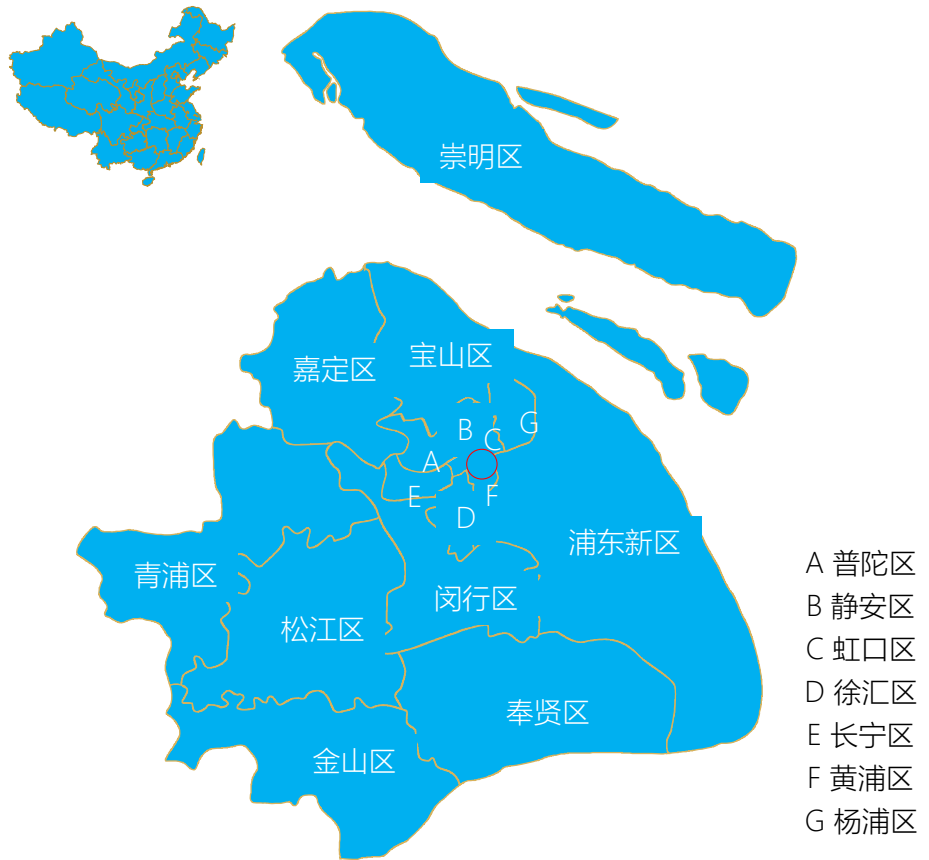 崇明区
宝山区
嘉定区
G
B
C
A
E
F
D
浦东新区
青浦区
闵行区
松江区
奉贤区
金山区
A 普陀区
B 静安区
C 虹口区
D 徐汇区
E 长宁区
F 黄浦区
G 杨浦区